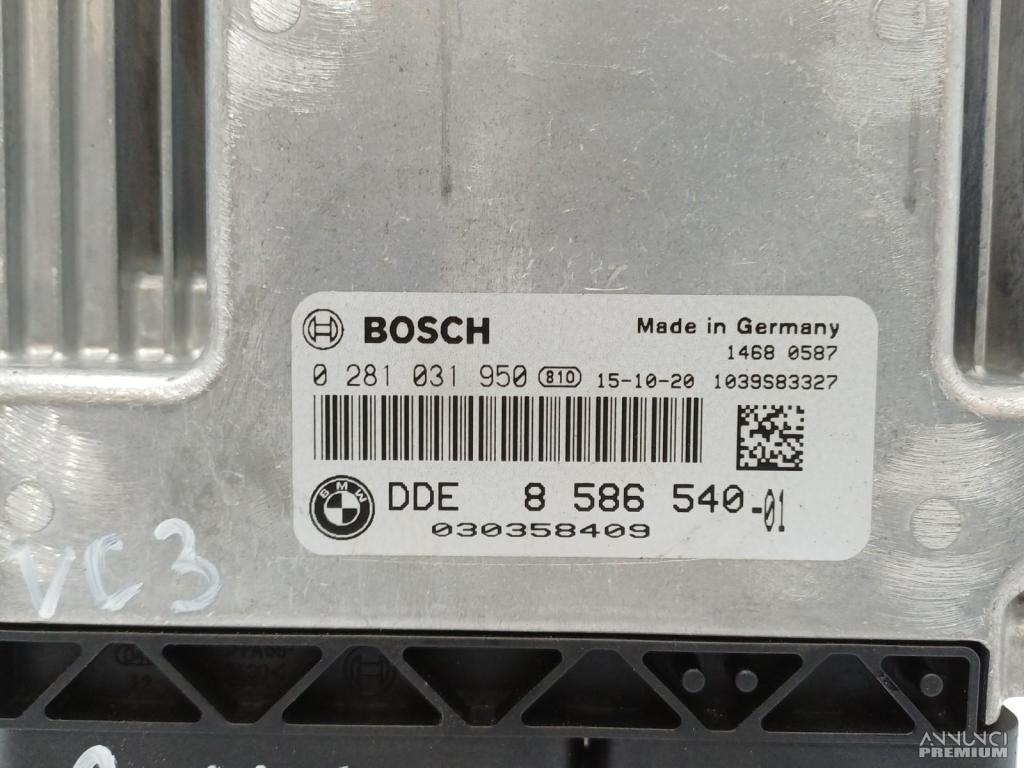 BOSCH
Made in Germany
1468 0587
0 281 031 950 810 15-10-20 1039S83327
BMW
DDE 8 586 540-01
030358409
VC3
ANNUNCI
PREMIUM